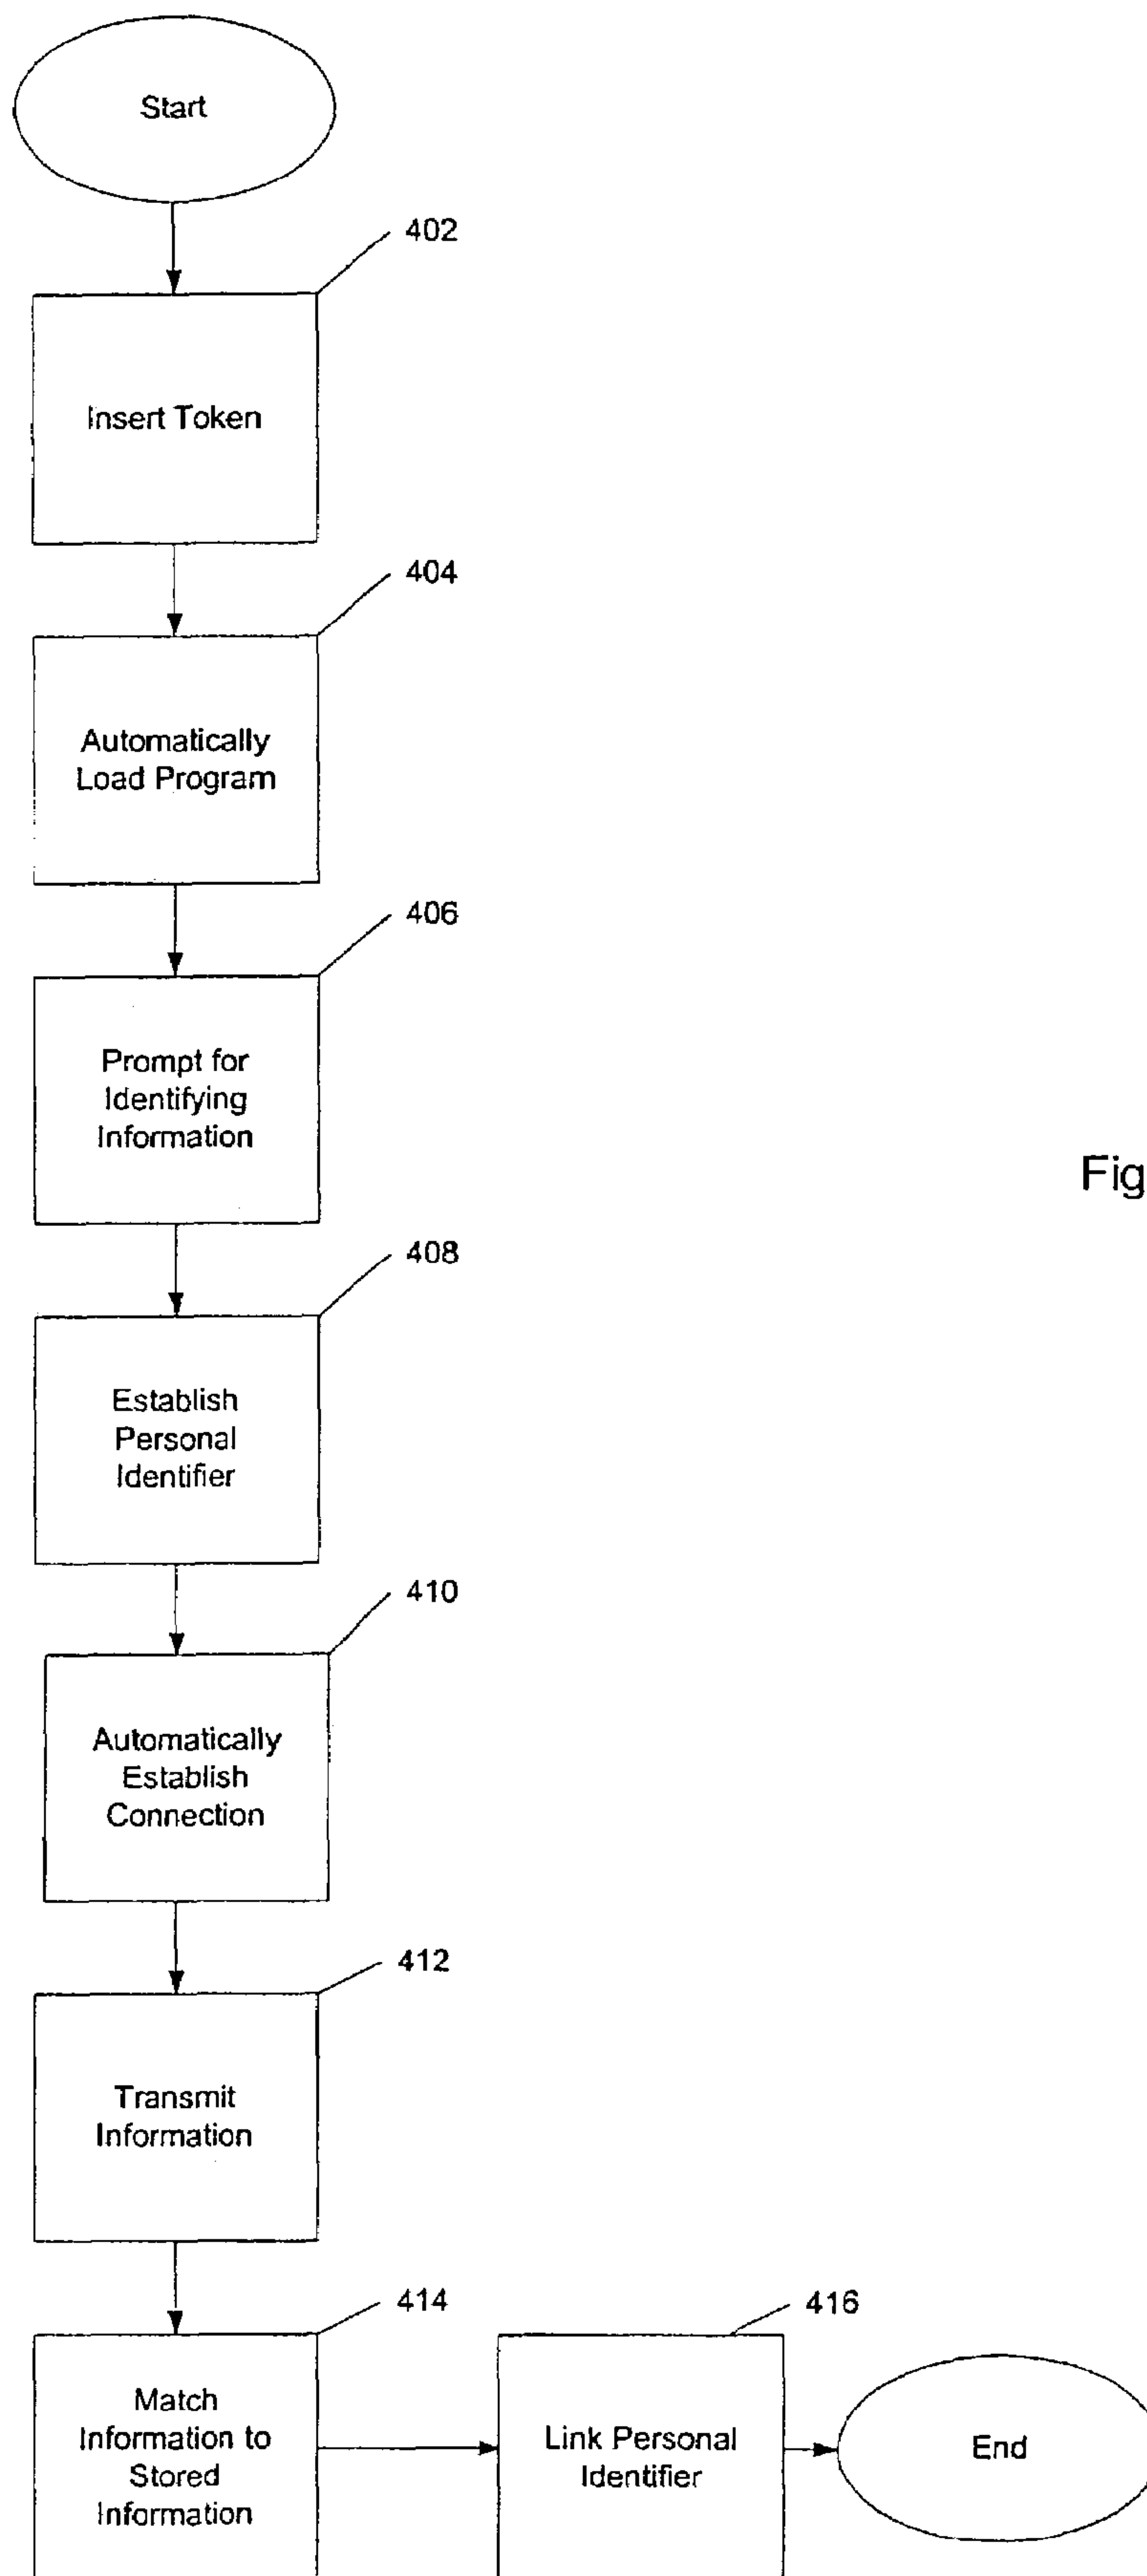 Start
402
Insert Token
404
Automatically
Load Program
406
Prompt for
Identifying
Information
Fig
408
Establish
Personal
Identifier
410
Automatically
Establish
Connection
412
Transmit
Information
414
Match
Information to
Stored
Information
416
Link Personal
Identifier
End